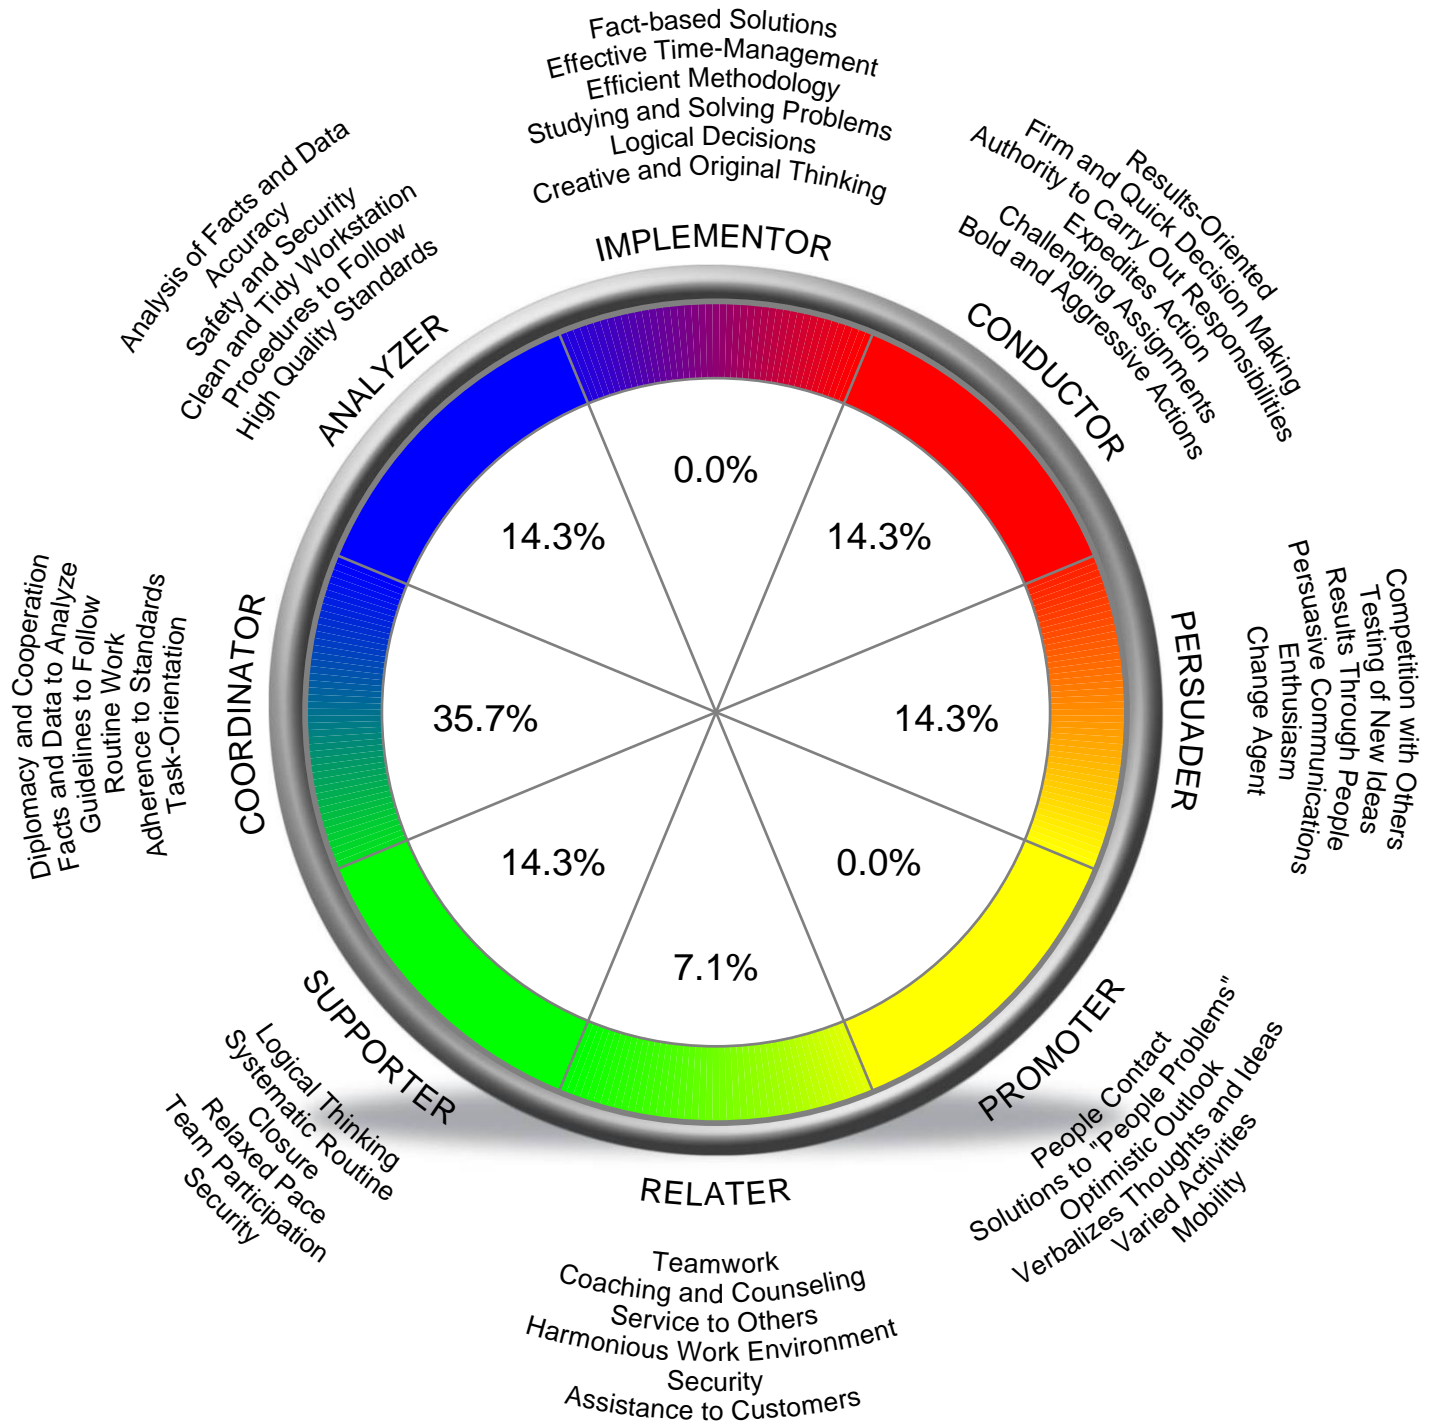 Fact-based Solutions
Effective Time-Management
Efficient Methodology
Studying and Solving Problems
Logical Decisions
Creative and Original Thinking
IMPLEMENTOR
Results-Oriented
Firm and Quick Decision Making
Authority to Carry Out Responsibilities
Expedites Action
Challenging Assignments
Bold and Aggressive Actions
CONDUCTOR
Competition with Others
Testing of New Ideas
Results Through People
Persuasive Communications
Enthusiasm
Change Agent
PERSUADER
PROMOTER
People Contact
Solutions to "People Problems"
Optimistic Outlook
Verbalizes Thoughts and Ideas
Varied Activities
Mobility
RELATER
Teamwork
Coaching and Counseling
Service to Others
Harmonious Work Environment
Security
Assistance to Customers
SUPPORTER
Logical Thinking
Systematic Routine
Closure
Relaxed Pace
Team Participation
Security
Diplomacy and Cooperation
Facts and Data to Analyze
Guidelines to Follow
Routine Work
Adherence to Standards
Task-Orientation
COORDINATOR
Analysis of Facts and Data
Accuracy
Safety and Security
Clean and Tidy Workstation
Procedures to Follow
High Quality Standards
ANALYZER
0.0%
14.3%
14.3%
0.0%
7.1%
14.3%
35.7%
14.3%